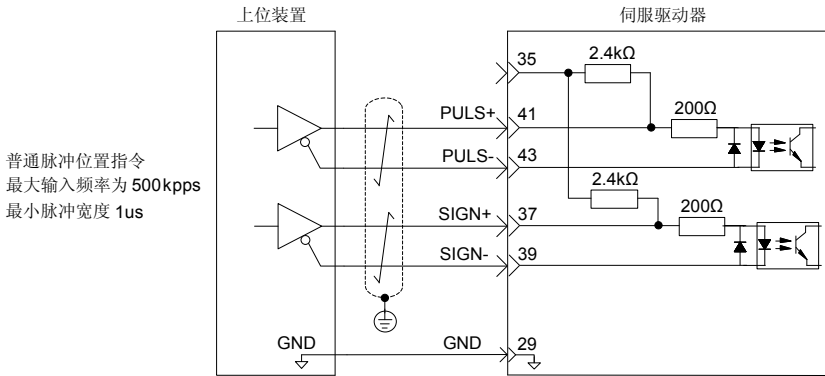 上位装置
伺服驱动器
35
2.4kΩ
PULS+
41
200Ω
PULS-
43
普通脉冲位置指令
最大输入频率为 500kpps
最小脉冲宽度 1us
2.4kΩ
SIGN+
37
200Ω
SIGN-
39
GND
GND
29